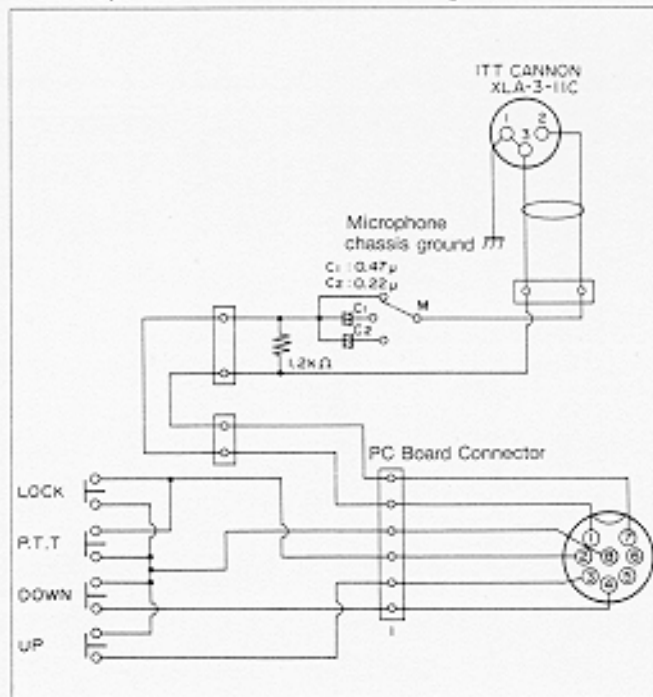 ITT CANNON
XLA-3-11C
1 2
3
Microphone
chassis ground
C1 : 0.47μ
C2 : 0.22μ
M
C1
C2
1.2KΩ
PC Board Connector
LOCK
P.T.T
DOWN
UP
1 7
2 8 6
3 5
4
1